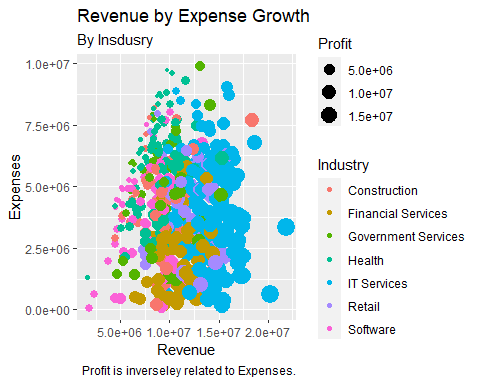 Revenue by Expense Growth
By Insdusry
1.0e+07
7.5e+06
5.0e+06
2.5e+06
0.0e+00
Expenses
5.0e+06 1.0e+07 1.5e+07 2.0e+07
Revenue
Profit is inverseley related to Expenses.
Profit
5.0e+06
1.0e+07
1.5e+07
Industry
Construction
Financial Services
Government Services
Health
IT Services
Retail
Software